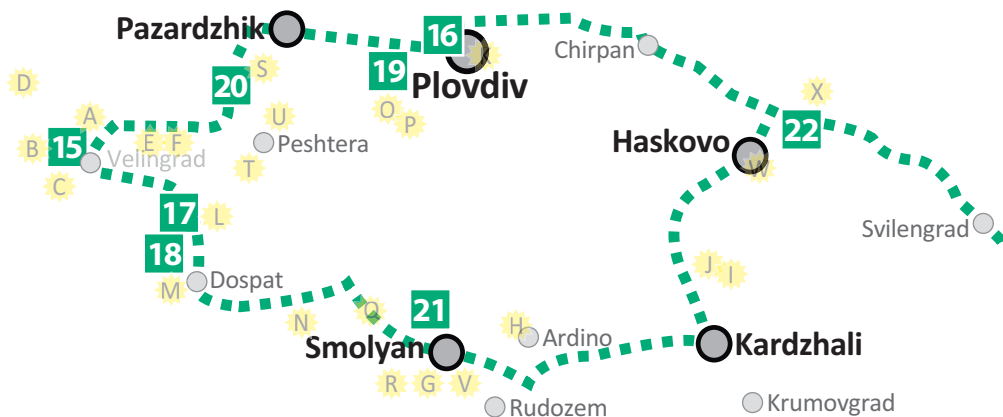 Pazardzhik
16
Chirpan
S
19
Plovdiv
D
20
X
A
U
O
P
22
15
B
E
F
Peshtera
Haskovo
Velingrad
T
W
C
17
L
Svilengrad
18
J
I
M
Dospat
N
Q
21
H
Ardino
Smolyan
Kardzhali
R
G
V
Rudozem
Krumovgrad